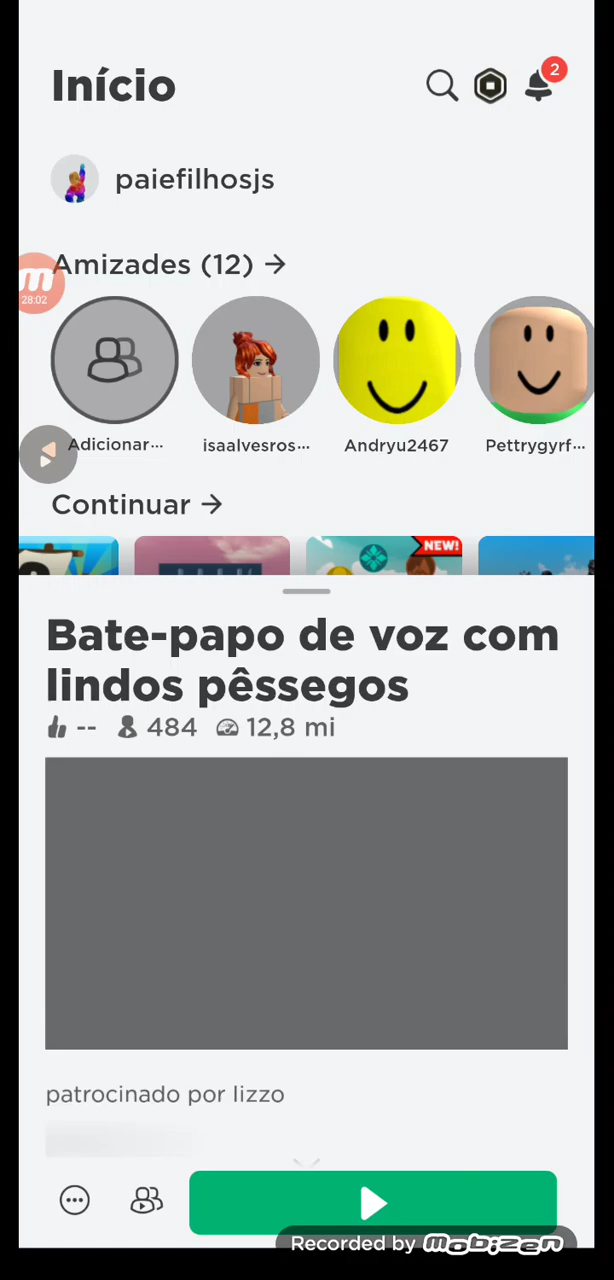 Início
2
paiefilhosjs
Amizades (12) →
28:02
Adicionar...
isaalvesros...
Andryu2467
Pettrygyrf...
Continuar →
NEW!
Bate-papo de voz com
lindos pêssegos
-- 484 12,8 mi
patrocinado por lizzo
Recorded by mobizen